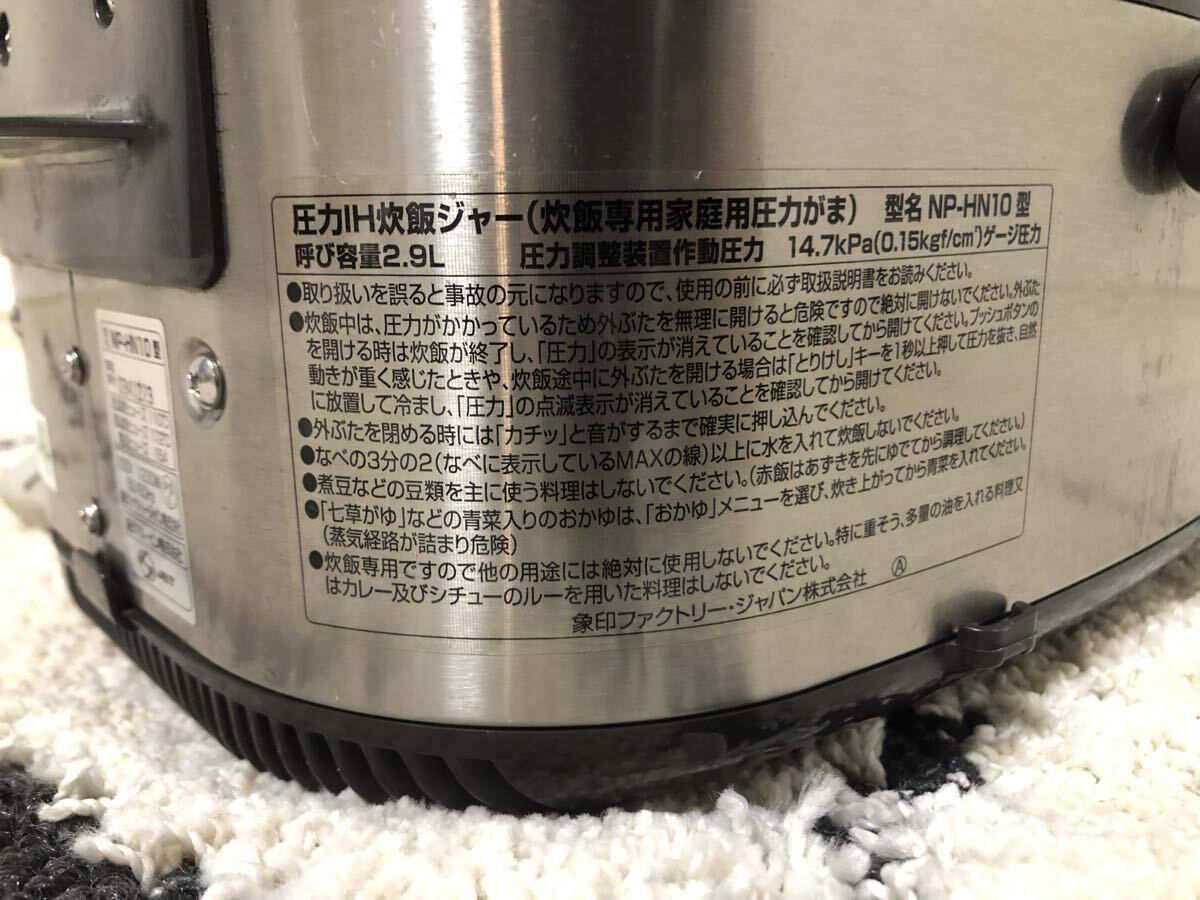 圧力IH炊飯ジャー(炊飯専用家庭用圧力がま) 型名 NP-HN10 型
呼び容量2.9L 圧力調整装置作動圧力 14.7kPa(0.15kgf/cm²)ゲージ圧力
●取り扱いを誤ると事故の元になりますので、使用の前に必ず取扱説明書をお読みください。
●炊飯中は、圧力がかかっているため外ぶたを無理に開けると危険ですので絶対に開けないでください。外ぶた
を開ける時は炊飯が終了し、「圧力」の表示が消えていることを確認してから開けてください。プッシュボタンの
動きが重く感じたときや、炊飯途中に外ぶたを開ける場合は「とりけし」キーを1秒以上押して圧力を抜き、自然
に放置して冷まし、「圧力」の点滅表示が消えていることを確認してから開けてください。
●外ぶたを閉める時には「カチッ」と音がするまで確実に押し込んでください。
●なべの3分の2(なべに表示しているMAXの線)以上に水を入れて炊飯しないでください。
●煮豆などの豆類を主に使う料理はしないでください。(赤飯はあずきを先にゆでてから調理してください。)
●「七草がゆ」などの青菜入りのおかゆは、「おかゆ」メニューを選び、炊き上がってから青菜を入れてください。
(蒸気経路が詰まり危険)
●炊飯専用ですので他の用途には絶対に使用しないでください。特に重そう、多量の油を入れる料理又
はカレー及びシチューのルーを用いた料理はしないでください。
象印ファクトリー・ジャパン株式会社 Ⓐ
NP-HN10 型